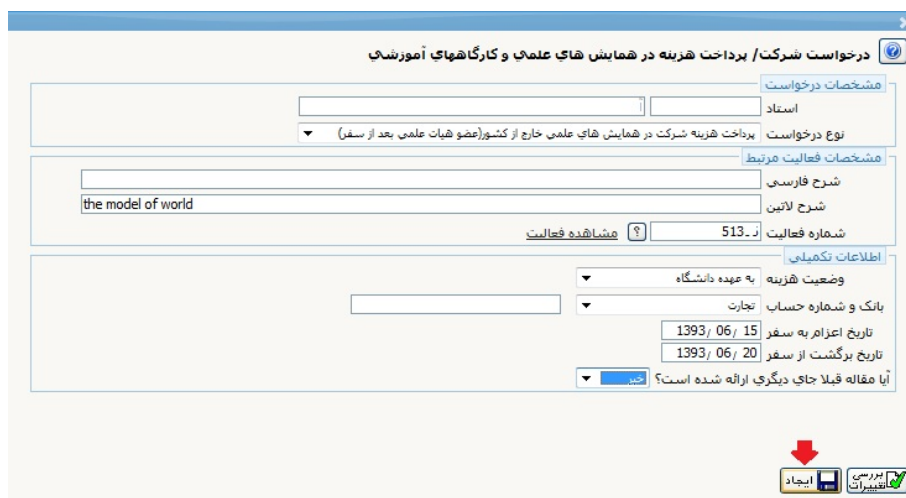 درخواست شرکت/ پرداخت هزینه در همایش هاي علمي و کارگاههاي آموزشي
مشخصات درخواست
استاد
نوع درخواست پرداخت هزینه شرکت در همایش هاي علمي خارج از کشور(عضو هیات علمي بعد از سفر)
مشخصات فعالیت مرتبط
شرح فارسي
شرح لاتین the model of world
شماره فعالیت 513 ? مشاهده فعالیت
اطلاعات تکمیلي
وضعیت هزینه به عهده دانشگاه
بانک و شماره حساب تجارت
تاریخ اعزام به سفر 1393/ 06/ 15
تاریخ برگشت از سفر 1393/ 06/ 20
آیا مقاله قبلا جاي دیگري ارائه شده است؟ خیر
بررسی تغییرات ایجاد